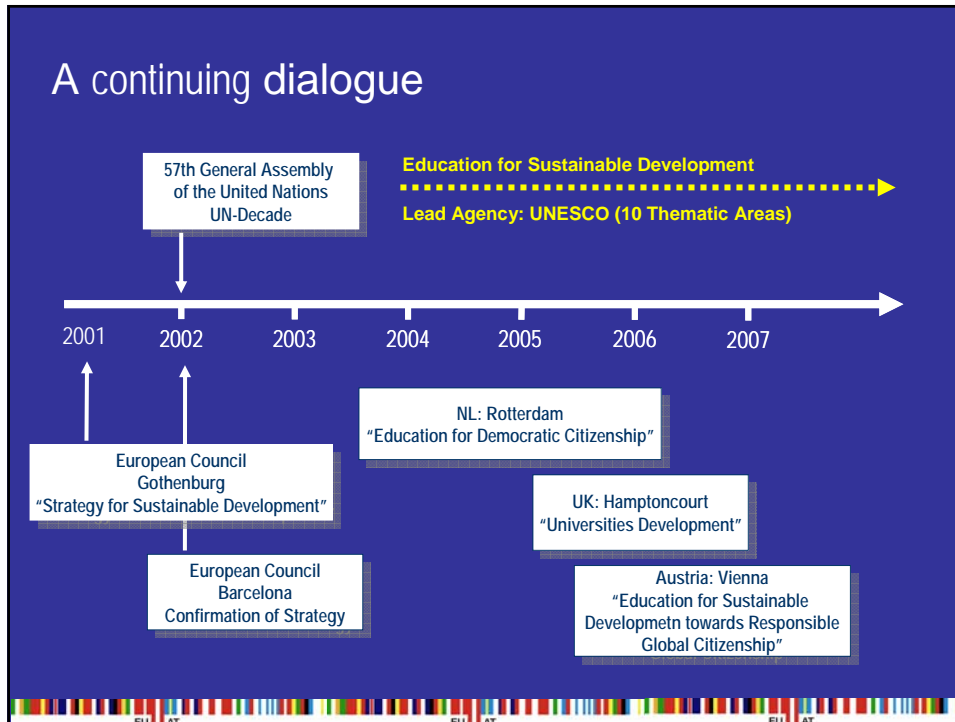 A continuing dialogue
57th General Assembly
of the United Nations
UN-Decade
Education for Sustainable Development
Lead Agency: UNESCO (10 Thematic Areas)
2001
2002
2003
2004
2005
2006
2007
NL: Rotterdam
“Education for Democratic Citizenship”
European Council
Gothenburg
“Strategy for Sustainable Development”
UK: Hamptoncourt
“Universities Development”
European Council
Barcelona
Confirmation of Strategy
Austria: Vienna
“Education for Sustainable
Developmetn towards Responsible
Global Citizenship”
EU AT
EU AT
EU AT